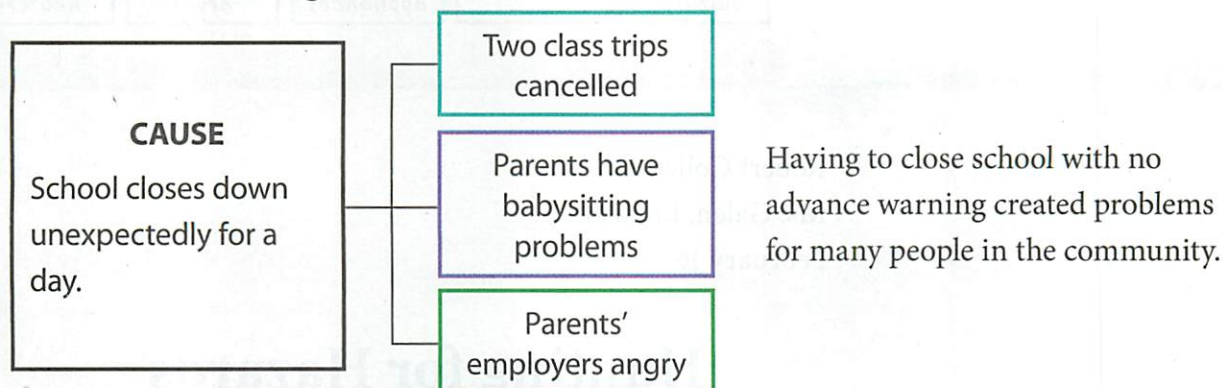 CAUSE
School closes down
unexpectedly for a
day.
Two class trips
cancelled
Parents have
babysitting
problems
Parents'
employers angry
Having to close school with no
advance warning created problems
for many people in the community.